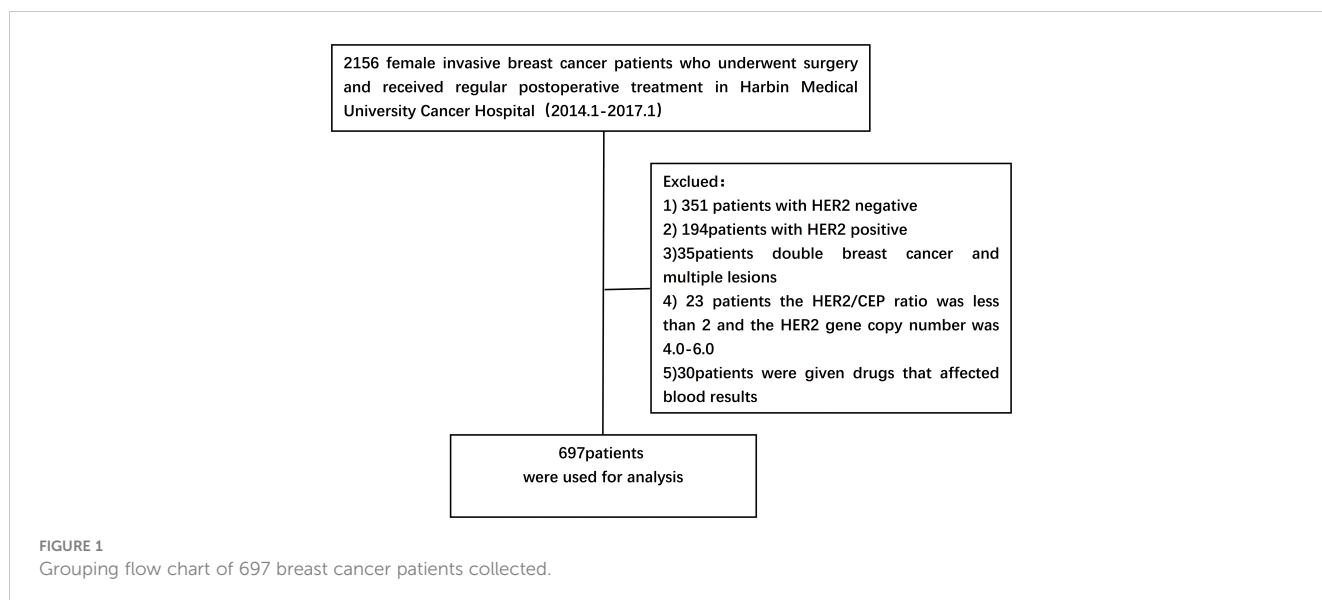 2156 female invasive breast cancer patients who underwent surgery
and received regular postoperative treatment in Harbin Medical
University Cancer Hospital（2014.1-2017.1）
Exclued：
1) 351 patients with HER2 negative
2) 194patients with HER2 positive
3)35patients double breast cancer and
multiple lesions
4) 23 patients the HER2/CEP ratio was less
than 2 and the HER2 gene copy number was
4.0-6.0
5)30patients were given drugs that affected
blood results
697patients
were used for analysis
FIGURE 1
Grouping flow chart of 697 breast cancer patients collected.